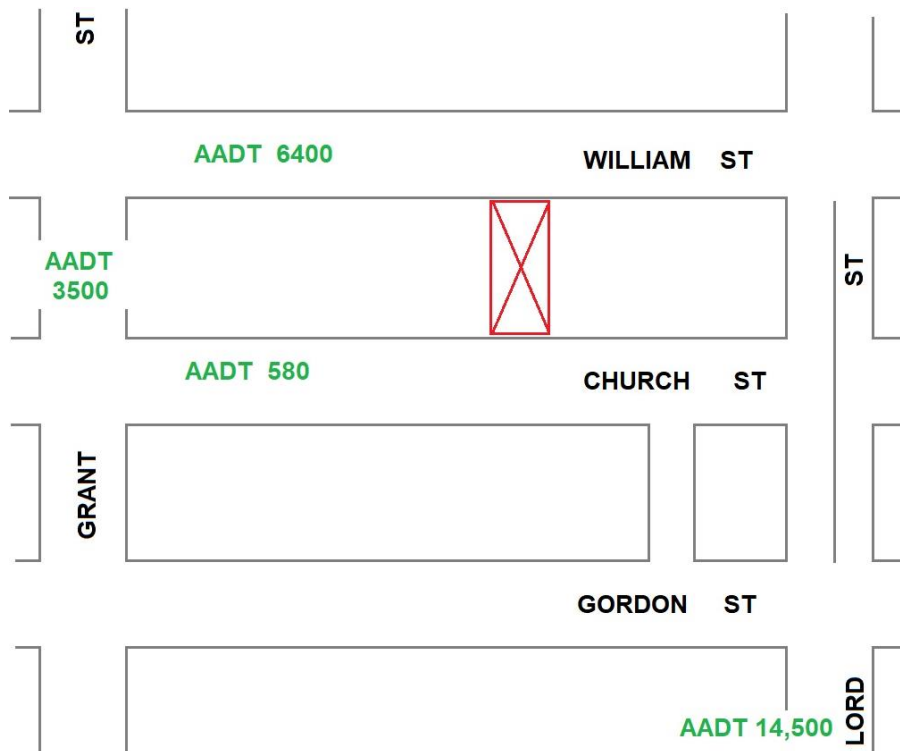 ST
AADT 6400
WILLIAM ST
AADT
3500
ST
AADT 580
CHURCH ST
GRANT
GORDON ST
LORD
AADT 14,500